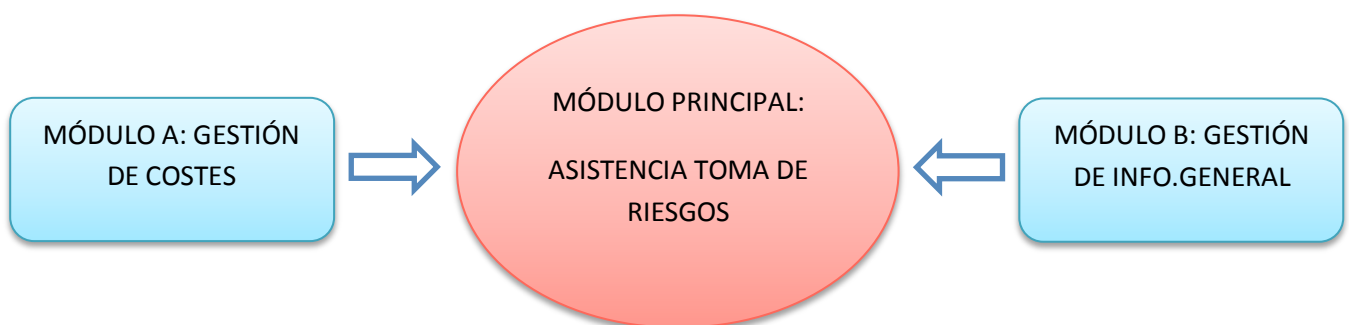 MÓDULO A: GESTIÓN
DE COSTES
MÓDULO PRINCIPAL:
ASISTENCIA TOMA DE
RIESGOS
MÓDULO B: GESTIÓN
DE INFO.GENERAL